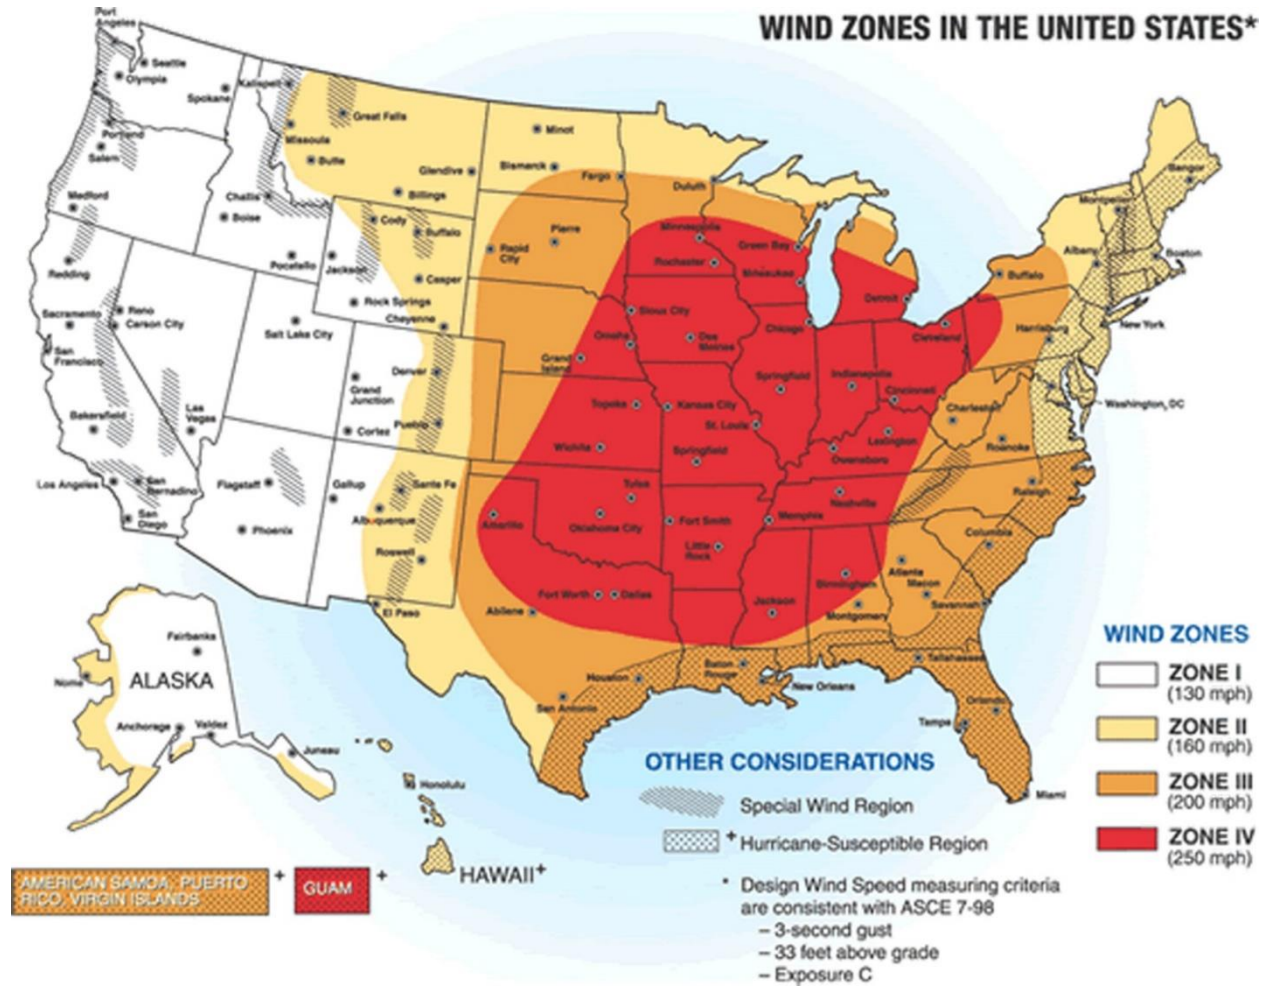 WIND ZONES IN THE UNITED STATES*
Port
Angeles
Seattle
Olympia
Spokane
Kalispell
Great Falls
Missoula
Butte
Glendive
Billings
Minot
Bismarck
Fargo
Duluth
Portland
Salem
Medford
Challis
Boise
Pocatello
Jackson
Cody
Buffalo
Casper
Rock Springs
Cheyenne
Rapid
City
Pierre
Minneapolis
Rochester
Green Bay
Milwaukee
Detroit
Buffalo
Albany
Montpelier
Bangor
Boston
New York
Harrisburg
Washington, DC
Redding
Sacramento
Reno
Carson City
San
Francisco
Salt Lake City
Denver
Grand
Junction
Pueblo
Cortez
Bakersfield
Las
Vegas
Los Angeles
San
Bernadino
San
Diego
Flagstaff
Phoenix
Gallup
Sante Fe
Albuquerque
Roswell
El Paso
Sioux City
Omaha
Des
Moines
Grand
Island
Chicago
Cleveland
Springfield
Indianapolis
Cincinnati
Topeka
Kansas City
St. Louis
Wichita
Springfield
Lexington
Owensboro
Charleston
Roanoke
Raleigh
Tulsa
Amarillo
Oklahoma City
Fort Smith
Little
Rock
Memphis
Nashville
Columbia
Atlanta
Macon
Savannah
Birmingham
Montgomery
Jackson
Fort Worth
Dallas
Abilene
Houston
San Antonio
Baton
Rouge
New Orleans
Tallahassee
Orlando
Tampa
Miami
Fairbanks
Nome
ALASKA
Anchorage
Valdez
Juneau
Honolulu
HAWAII+
AMERICAN SAMOA, PUERTO
RICO, VIRGIN ISLANDS
+
GUAM
+
OTHER CONSIDERATIONS
Special Wind Region
+ Hurricane-Susceptible Region
* Design Wind Speed measuring criteria
are consistent with ASCE 7-98
– 3-second gust
– 33 feet above grade
– Exposure C
WIND ZONES
ZONE I
(130 mph)
ZONE II
(160 mph)
ZONE III
(200 mph)
ZONE IV
(250 mph)